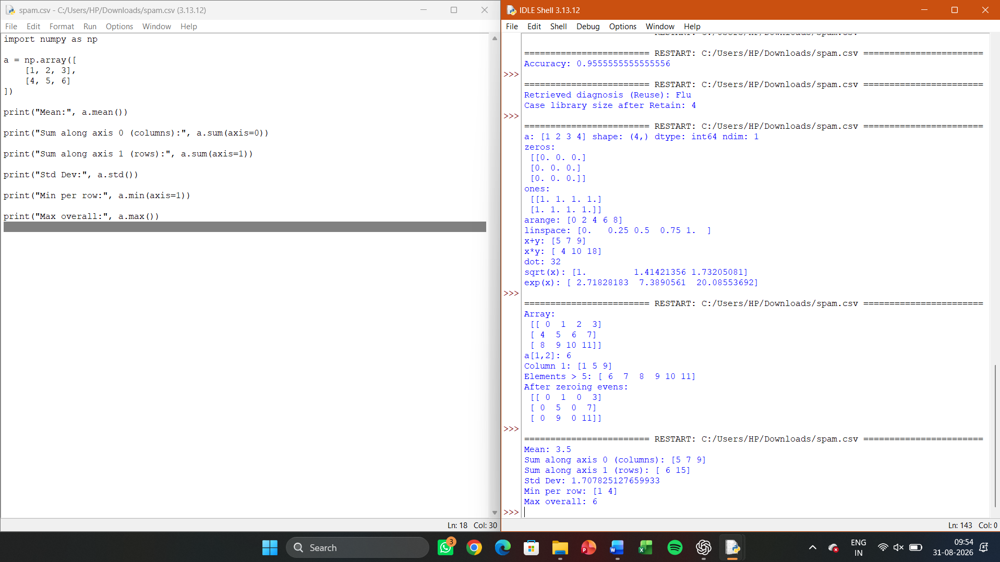 spam.csv - C:/Users/HP/Downloads/spam.csv (3.13.12)
File Edit Format Run Options Window Help
import numpy as np
a = np.array([
    [1, 2, 3],
    [4, 5, 6]
])
print("Mean:", a.mean())
print("Sum along axis 0 (columns):", a.sum(axis=0))
print("Sum along axis 1 (rows):", a.sum(axis=1))
print("Std Dev:", a.std())
print("Min per row:", a.min(axis=1))
print("Max overall:", a.max())
Ln: 18 Col: 30
IDLE Shell 3.13.12
File Edit Shell Debug Options Window Help
======================== RESTART: C:/Users/HP/Downloads/spam.csv =======================
Accuracy: 0.9555555555555556
>>>
======================== RESTART: C:/Users/HP/Downloads/spam.csv =======================
Retrieved diagnosis (Reuse): Flu
Case library size after Retain: 4
>>>
======================== RESTART: C:/Users/HP/Downloads/spam.csv =======================
a: [1 2 3 4] shape: (4,) dtype: int64 ndim: 1
zeros:
 [[0. 0. 0.]
 [0. 0. 0.]
 [0. 0. 0.]]
ones:
 [[1. 1. 1. 1.]
 [1. 1. 1. 1.]]
arange: [0 2 4 6 8]
linspace: [0.   0.25 0.5  0.75 1.  ]
x+y: [5 7 9]
x*y: [ 4 10 18]
dot: 32
sqrt(x): [1.         1.41421356 1.73205081]
exp(x): [ 2.71828183  7.3890561  20.08553692]
>>>
======================== RESTART: C:/Users/HP/Downloads/spam.csv =======================
Array:
 [[ 0  1  2  3]
 [ 4  5  6  7]
 [ 8  9 10 11]]
a[1,2]: 6
Column 1: [1 5 9]
Elements > 5: [ 6  7  8  9 10 11]
After zeroing evens:
 [[ 0  1  0  3]
 [ 0  5  0  7]
 [ 0  9  0 11]]
>>>
======================== RESTART: C:/Users/HP/Downloads/spam.csv =======================
Mean: 3.5
Sum along axis 0 (columns): [5 7 9]
Sum along axis 1 (rows): [ 6 15]
Std Dev: 1.707825127659933
Min per row: [1 4]
Max overall: 6
>>>
Ln: 143 Col: 0
Search
3
ENG
IN
09:54
31-08-2026